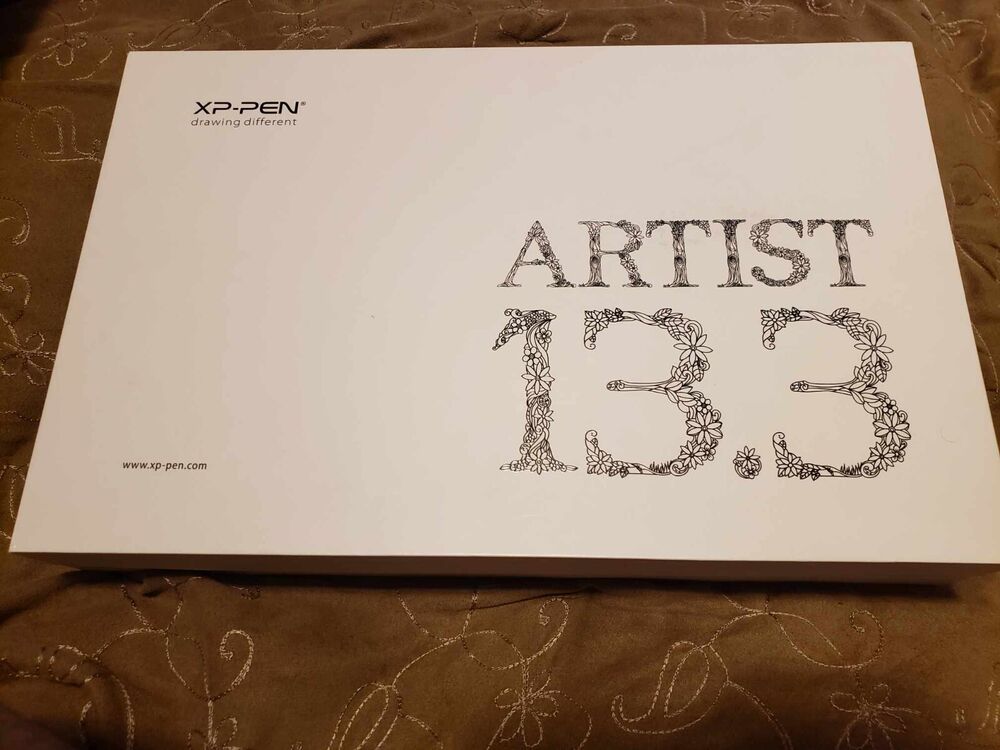 XP-PEN®
drawing different
ARTIST
13.3
www.xp-pen.com